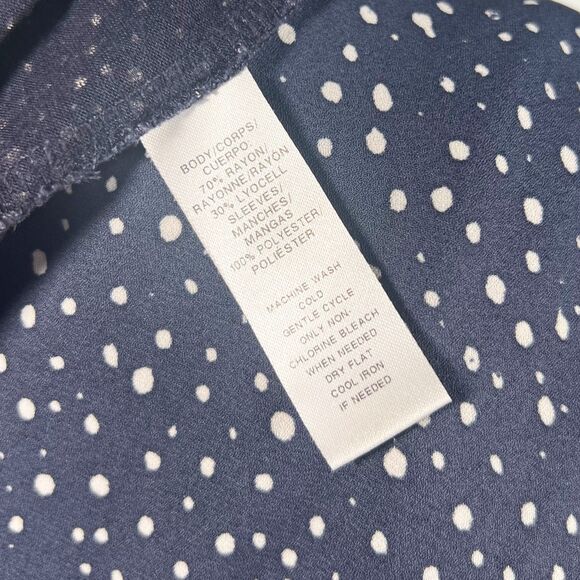 BODY/CORPS/
CUERPO:
70% RAYON/
RAYONNE/RAYON
30% LYOCELL
SLEEVES/
MANCHES/
MANGAS
100% POLYESTER/
POLIÉSTER
MACHINE WASH
COLD
GENTLE CYCLE
ONLY NON-
CHLORINE BLEACH
WHEN NEEDED
DRY FLAT
COOL IRON
IF NEEDED